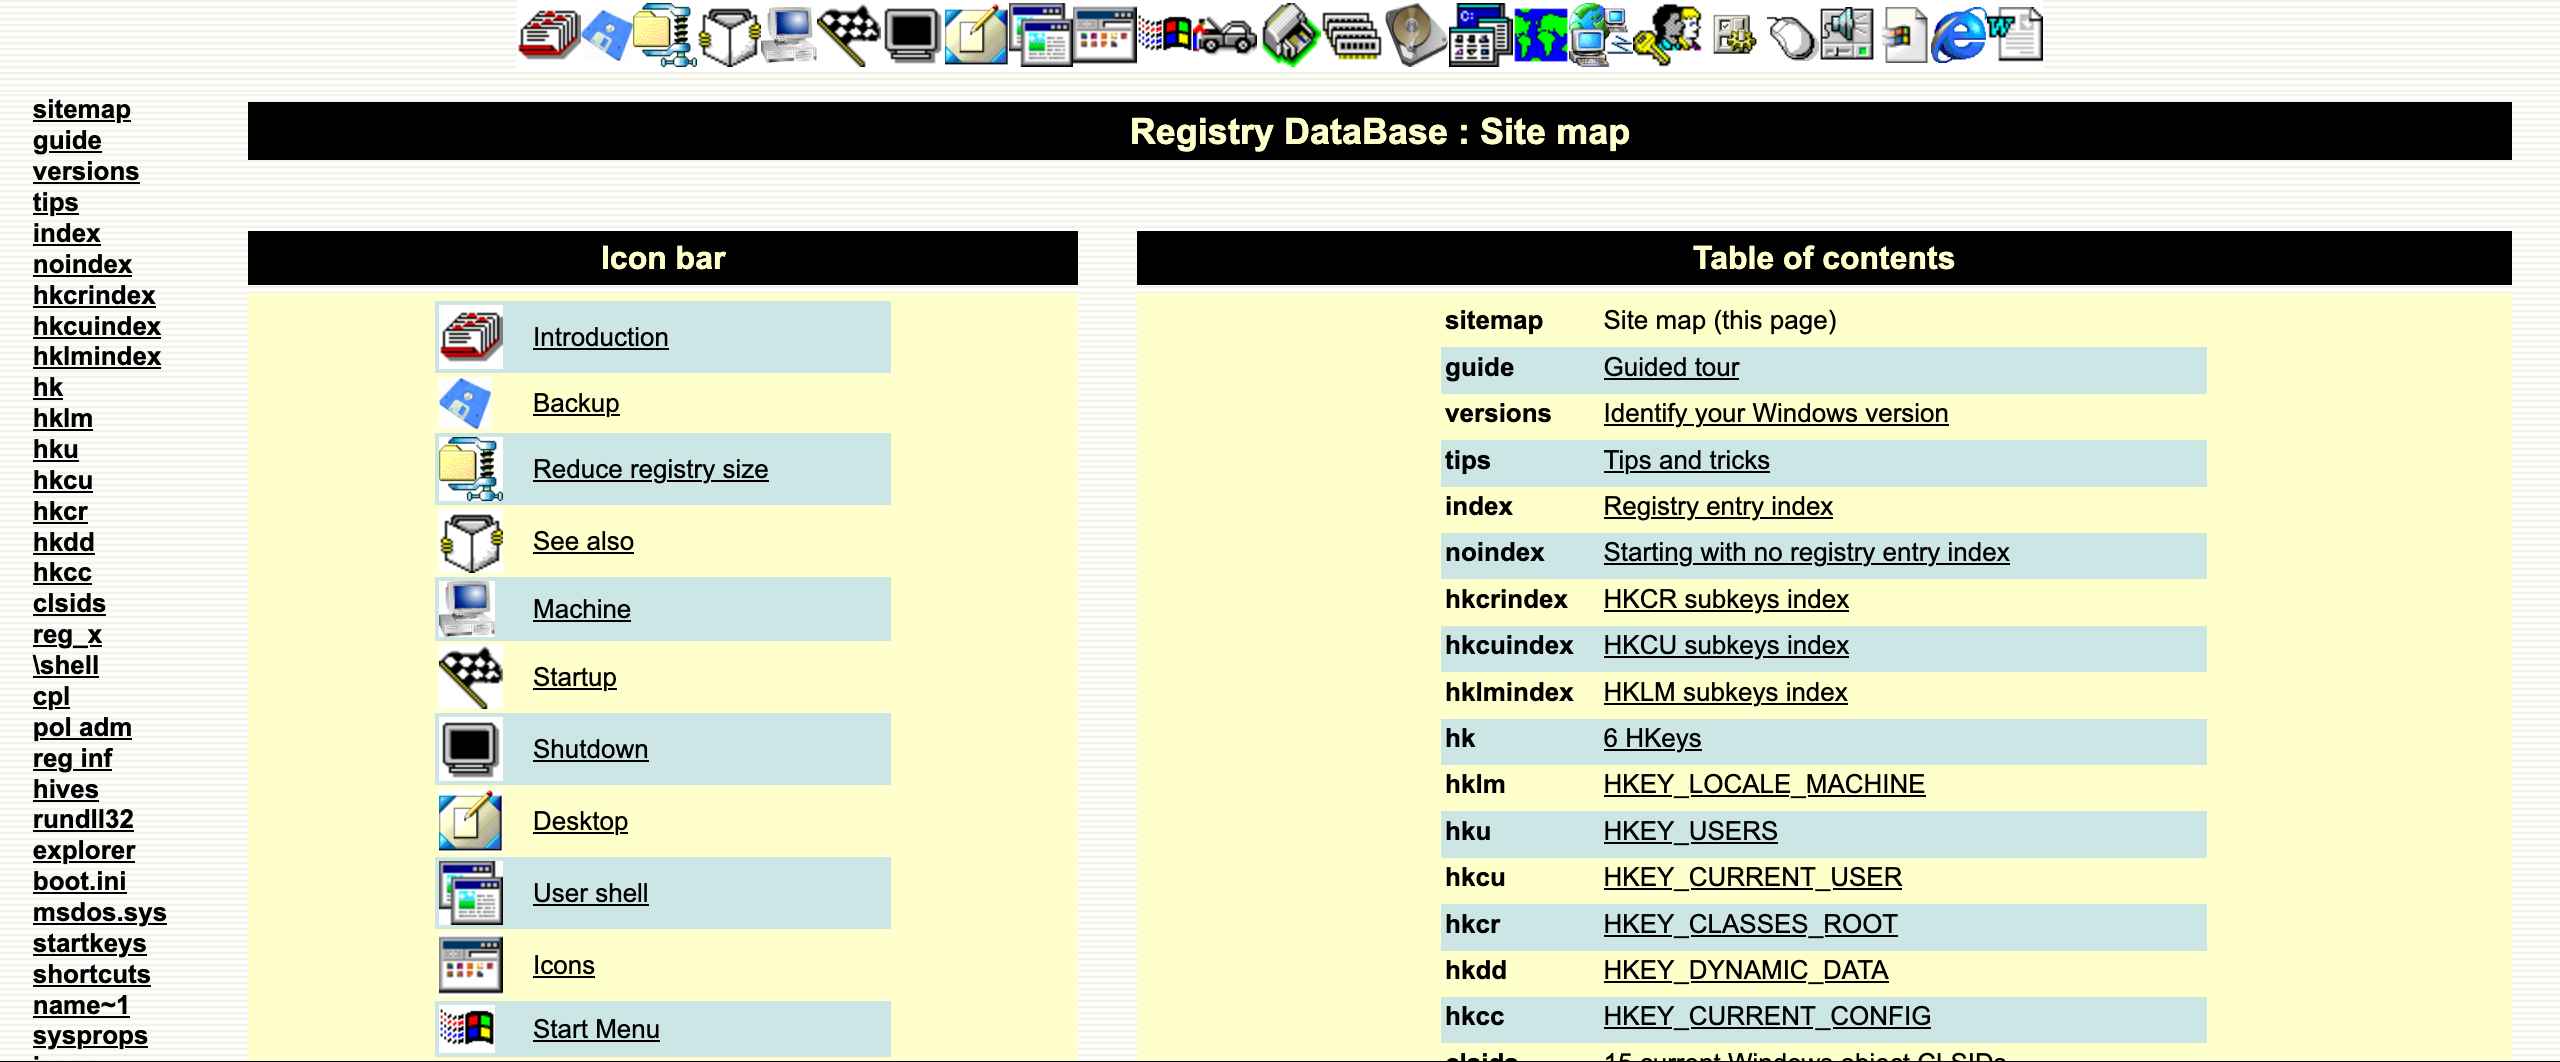 Registry DataBase : Site map
sitemap
guide
versions
tips
index
noindex
hkcrindex
hkcuindex
hklmindex
hk
hklm
hku
hkcu
hkcr
hkdd
hkcc
clsids
reg_x
\shell
cpl
pol adm
reg inf
hives
rundll32
explorer
boot.ini
msdos.sys
startkeys
shortcuts
name~1
sysprops
Icon bar
Introduction
Backup
Reduce registry size
See also
Machine
Startup
Shutdown
Desktop
User shell
Icons
Start Menu
Table of contents
sitemap Site map (this page)
guide Guided tour
versions Identify your Windows version
tips Tips and tricks
index Registry entry index
noindex Starting with no registry entry index
hkcrindex HKCR subkeys index
hkcuindex HKCU subkeys index
hklmindex HKLM subkeys index
hk 6 HKeys
hklm HKEY_LOCALE_MACHINE
hku HKEY_USERS
hkcu HKEY_CURRENT_USER
hkcr HKEY_CLASSES_ROOT
hkdd HKEY_DYNAMIC_DATA
hkcc HKEY_CURRENT_CONFIG
clsids 15 current Windows object CLSIDs